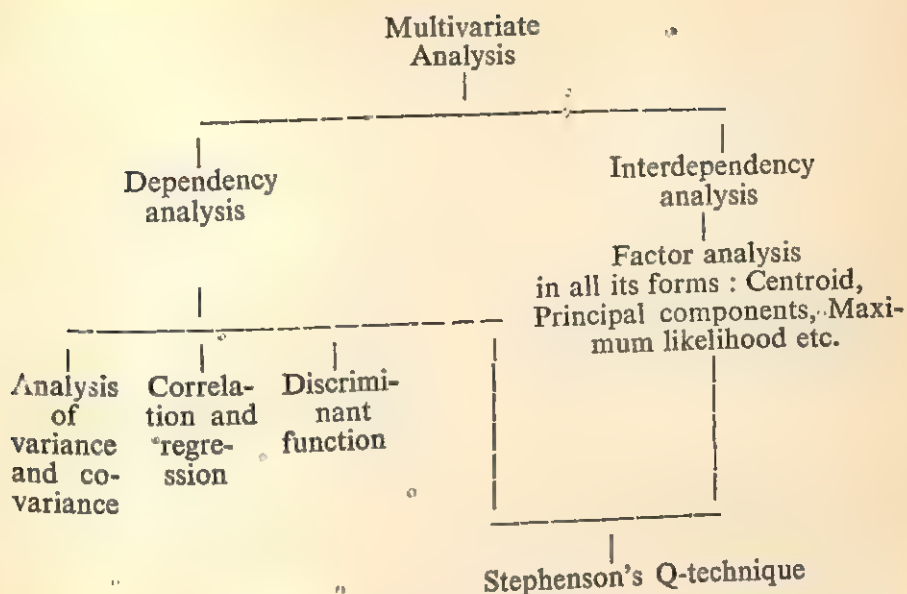 Multivariate
Analysis
Dependency
analysis
Interdependency
analysis
Factor analysis
in all its forms : Centroid,
Principal components, Maxi-
mum likelihood etc.
Analysis
of
variance
and co-
variance
Correla-
tion and
regre-
ssion
Discrimi-
nant
function
Stephenson's Q-technique